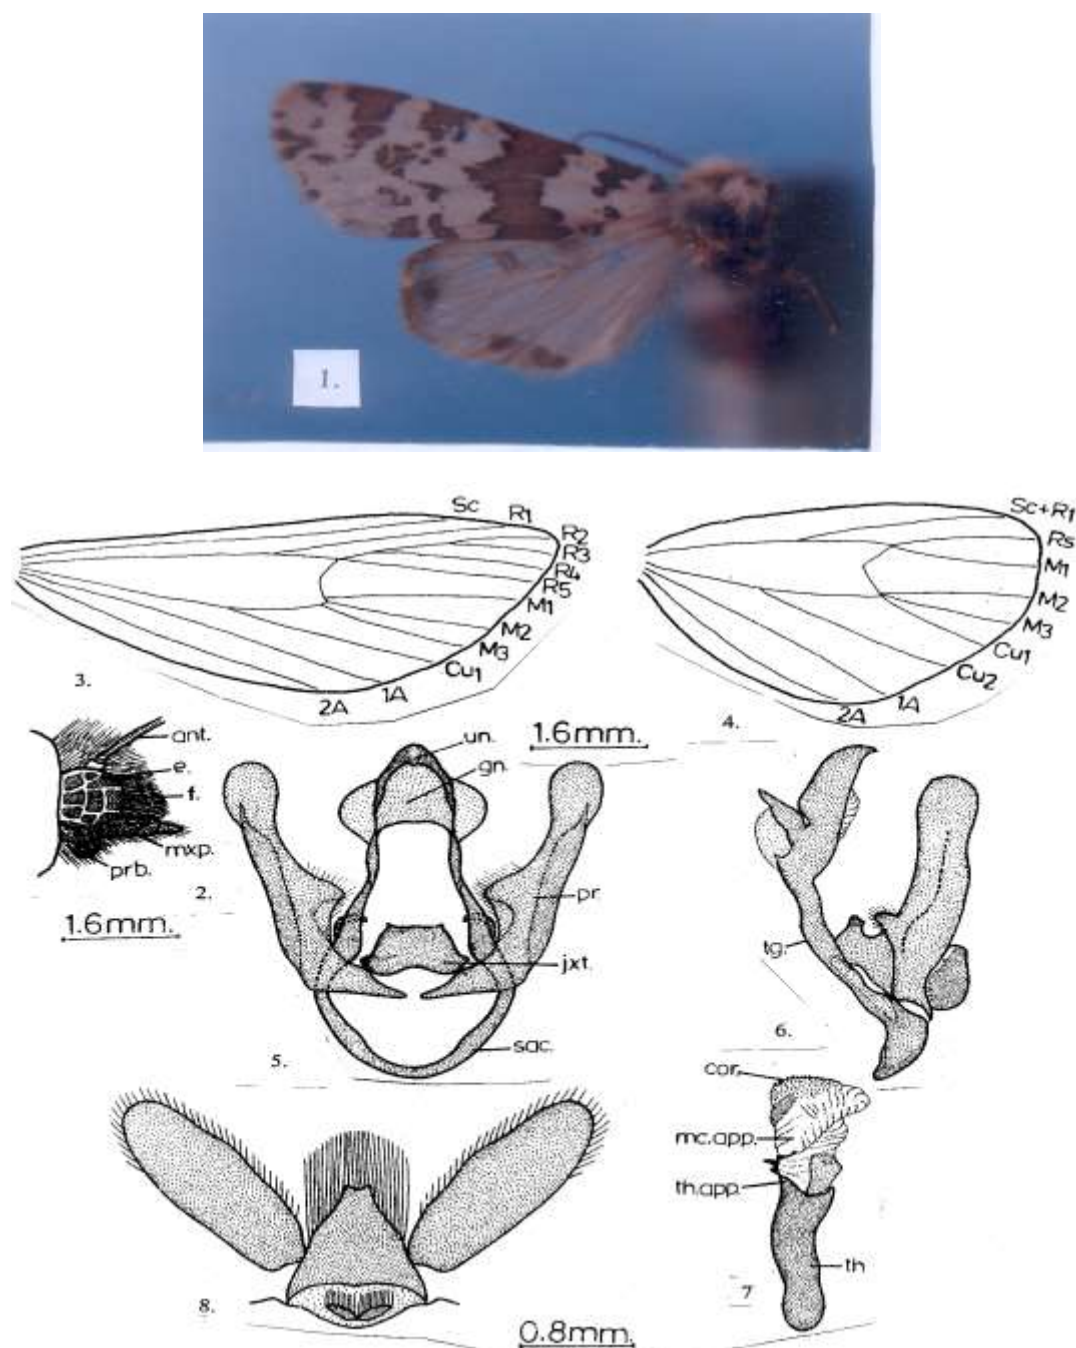 1.
Sc
R1
R2
R3
R4
R5
M1
M2
M3
Cu1
1A
2A
3.
Sc+R1
Rs
M1
M2
M3
Cu1
Cu2
1A
2A
4.
1.6mm.
ant.
e.
f.
mxp.
prb.
2.
1.6mm.
un.
gn.
pr.
jxt.
sac.
5.
tg.
6.
cor.
mc.app.
th.app.
th
7
8.
0.8mm.